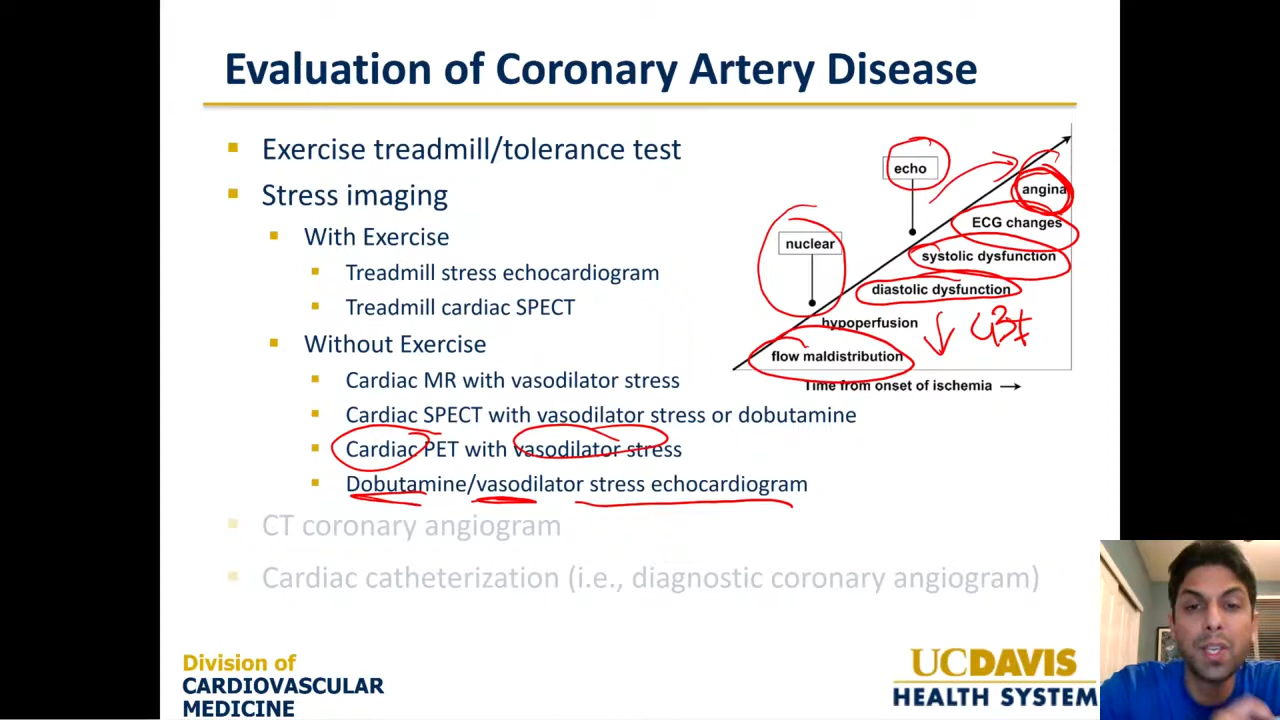 Evaluation of Coronary Artery Disease
Exercise treadmill/tolerance test
Stress imaging
With Exercise
Treadmill stress echocardiogram
Treadmill cardiac SPECT
Without Exercise
Cardiac MR with vasodilator stress
Cardiac SPECT with vasodilator stress or dobutamine
Cardiac PET with vasodilator stress
Dobutamine/vasodilator stress echocardiogram
CT coronary angiogram
Cardiac catheterization (i.e., diagnostic coronary angiogram)
echo
angina
ECG changes
nuclear
systolic dysfunction
diastolic dysfunction
hypoperfusion
flow maldistribution
Time from onset of ischemia
Division of
CARDIOVASCULAR
MEDICINE
UCDAVIS
HEALTH SYSTEM